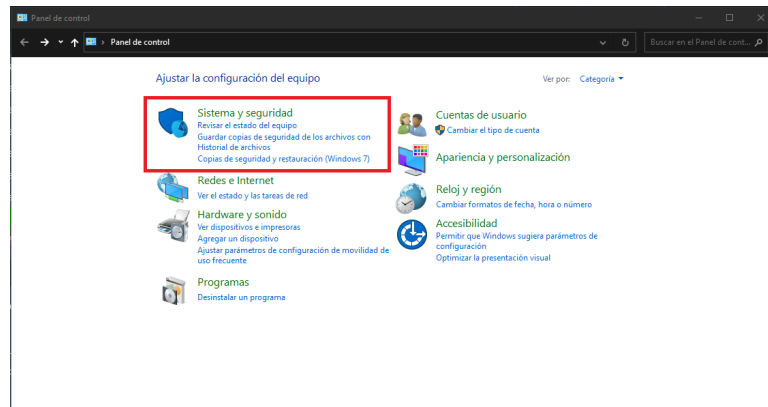 Panel de control
Panel de control
Buscar en el Panel de cont...
Ajustar la configuración del equipo
Ver por: Categoría
Sistema y seguridad
Revisar el estado del equipo
Guardar copias de seguridad de los archivos con
Historial de archivos
Copias de seguridad y restauración (Windows 7)
Redes e Internet
Ver el estado y las tareas de red
Hardware y sonido
Ver dispositivos e impresoras
Agregar un dispositivo
Ajustar parámetros de configuración de movilidad de
uso frecuente
Programas
Desinstalar un programa
Cuentas de usuario
Cambiar el tipo de cuenta
Apariencia y personalización
Reloj y región
Cambiar formatos de fecha, hora o número
Accesibilidad
Permitir que Windows sugiera parámetros de
configuración
Optimizar la presentación visual